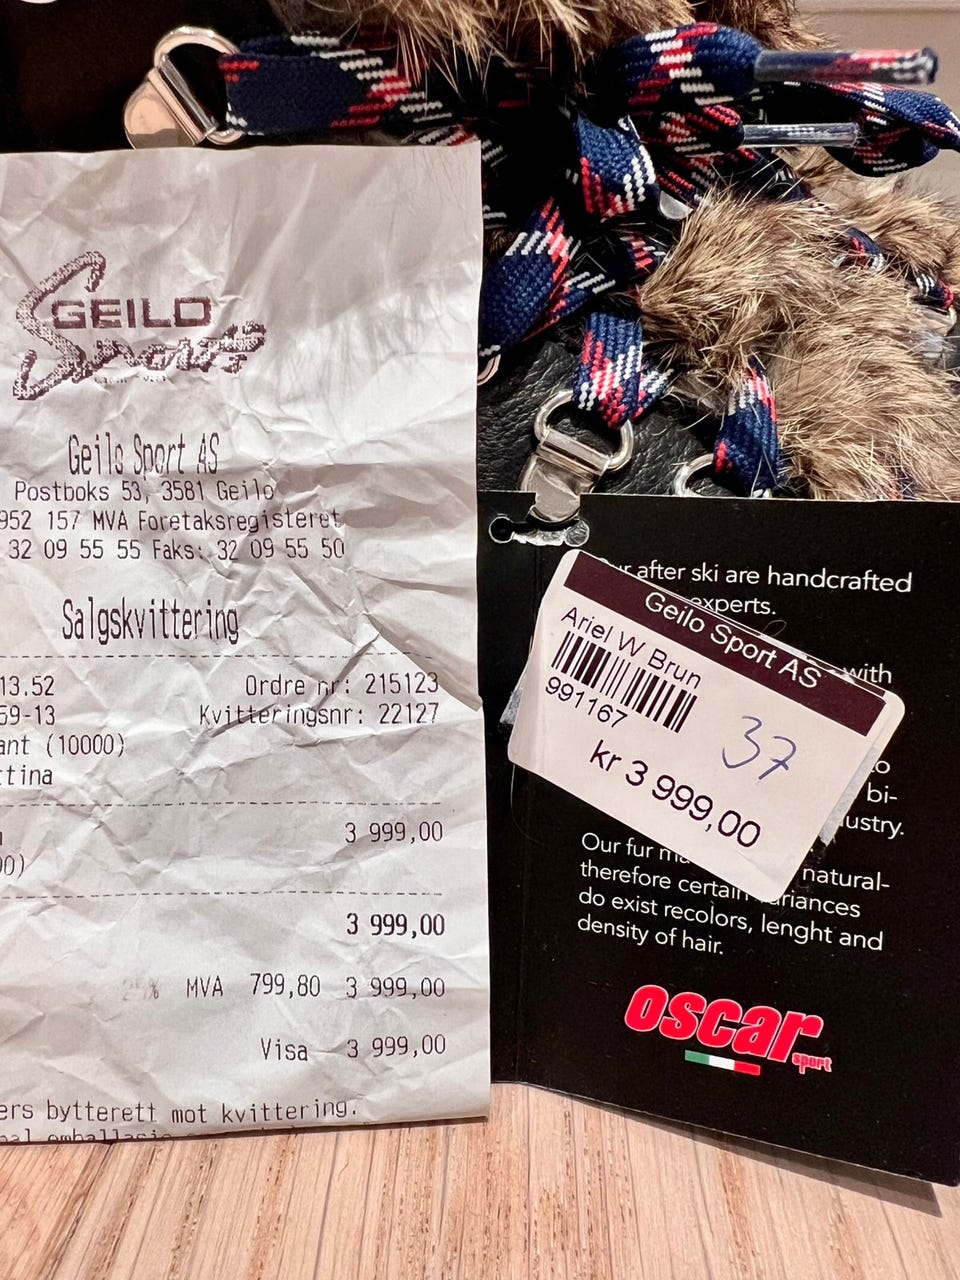 GEILO
Sport
Geilo Sport AS
Postboks 53, 3581 Geilo
952 157 MVA Foretaksregisteret
32 09 55 55 Faks: 32 09 55 50
Salgskvittering
13.52 Ordre nr: 215123
59-13 Kvitteringsnr: 22127
ant (10000)
tina
3 999,00
00)
3 999,00
25% MVA 799,80 3 999,00
Visa 3 999,00
ers bytterett mot kvittering.
after ski are handcrafted
experts.
with
to
bi-
ustry.
Our fur
natural-
therefore certain
riances
do exist recolors, lenght and
density of hair.
oscar
sport
Geilo Sport AS
Ariel W Brun
991167
37
kr 3 999,00